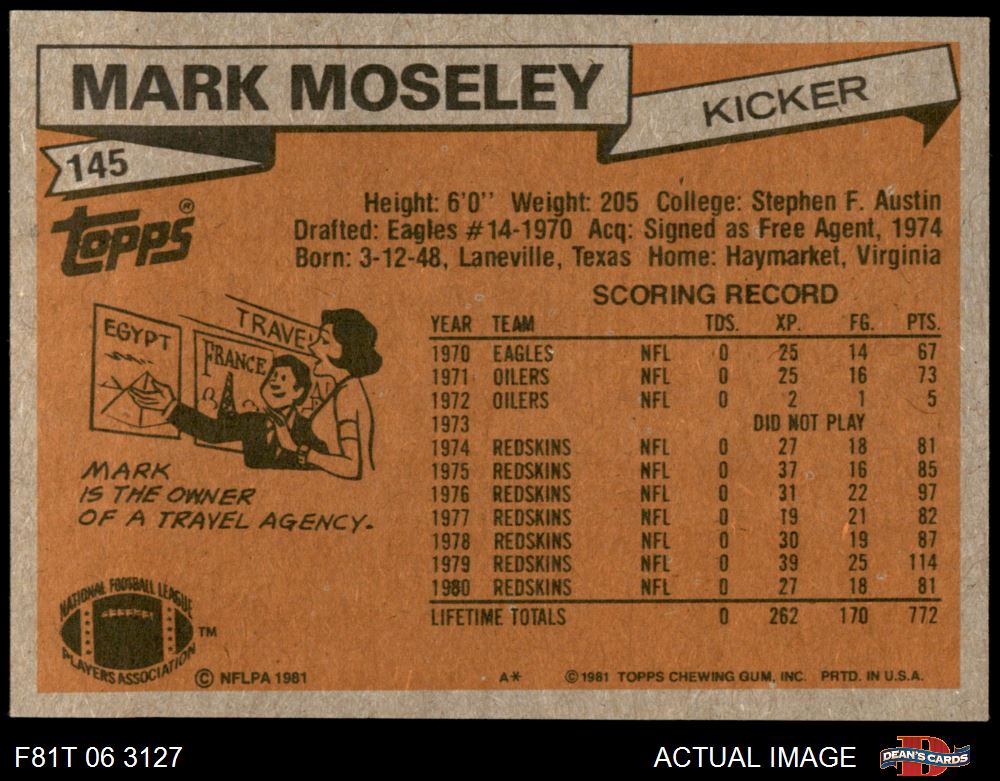 MARK MOSELEY
KICKER
145
Topps®
Height: 6'0'' Weight: 205 College: Stephen F. Austin
Drafted: Eagles #14-1970 Acq: Signed as Free Agent, 1974
Born: 3-12-48, Laneville, Texas Home: Haymarket, Virginia
EGYPT
TRAVEL
FRANCE
MARK
IS THE OWNER
OF A TRAVEL AGENCY.
SCORING RECORD
YEAR TEAM TDS. XP. FG. PTS.
1970 EAGLES NFL 0 25 14 67
1971 OILERS NFL 0 25 16 73
1972 OILERS NFL 0 2 1 5
1973 DID NOT PLAY
1974 REDSKINS NFL 0 27 18 81
1975 REDSKINS NFL 0 37 16 85
1976 REDSKINS NFL 0 31 22 97
1977 REDSKINS NFL 0 19 21 82
1978 REDSKINS NFL 0 30 19 87
1979 REDSKINS NFL 0 39 25 114
1980 REDSKINS NFL 0 27 18 81
LIFETIME TOTALS 0 262 170 772
NATIONAL FOOTBALL LEAGUE
PLAYERS ASSOCIATION
TM
© NFLPA 1981
A*
© 1981 TOPPS CHEWING GUM, INC. PRTD. IN U.S.A.
F81T 06 3127
ACTUAL IMAGE
D
DEAN'S CARDS